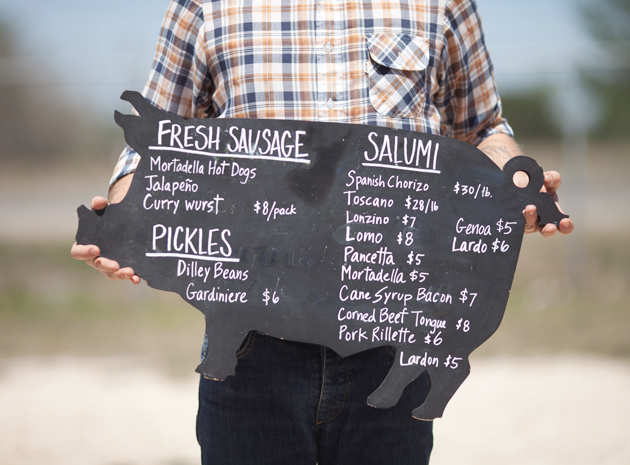 FRESH SAUSAGE
Mortadella Hot Dogs
Jalapeño
Curry wurst $8/pack
PICKLES
Dilley Beans
Gardiniere $6
SALUMI
Spanish Chorizo $30/lb.
Toscano $28/lb
Lonzino $7
Lomo $8
Pancetta $5
Mortadella $5
Cane Syrup Bacon $7
Corned Beef Tongue $8
Pork Rillette $6
Lardon $5
Genoa $5
Lardo $6